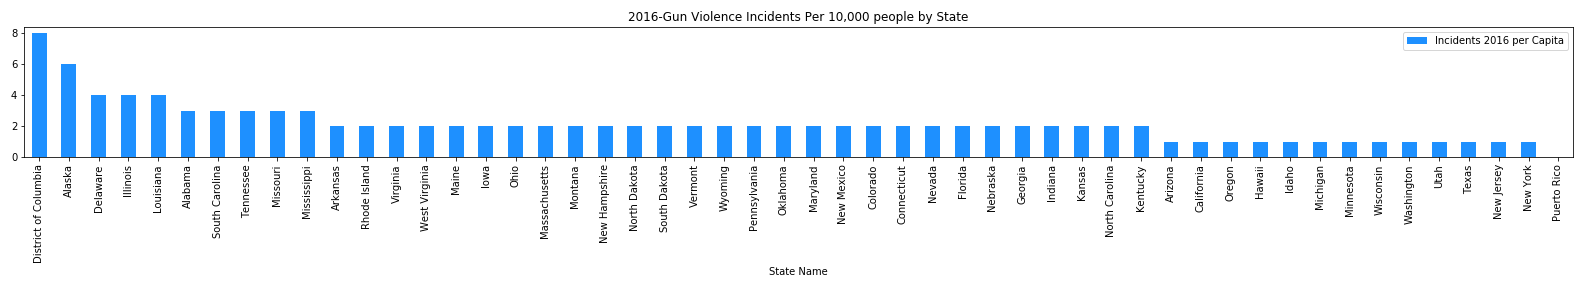 2016-Gun Violence Incidents Per 10,000 people by State
Incidents 2016 per Capita
8
6
4
2
0
District of Columbia
Alaska
Delaware
Illinois
Louisiana
Alabama
South Carolina
Tennessee
Missouri
Mississippi
Arkansas
Rhode Island
Virginia
West Virginia
Maine
Iowa
Ohio
Massachusetts
Montana
New Hampshire
North Dakota
South Dakota
Vermont
Wyoming
Pennsylvania
Oklahoma
Maryland
New Mexico
Colorado
Connecticut
Nevada
Florida
Nebraska
Georgia
Indiana
Kansas
North Carolina
Kentucky
Arizona
California
Oregon
Hawaii
Idaho
Michigan
Minnesota
Wisconsin
Washington
Utah
Texas
New Jersey
New York
Puerto Rico
State Name